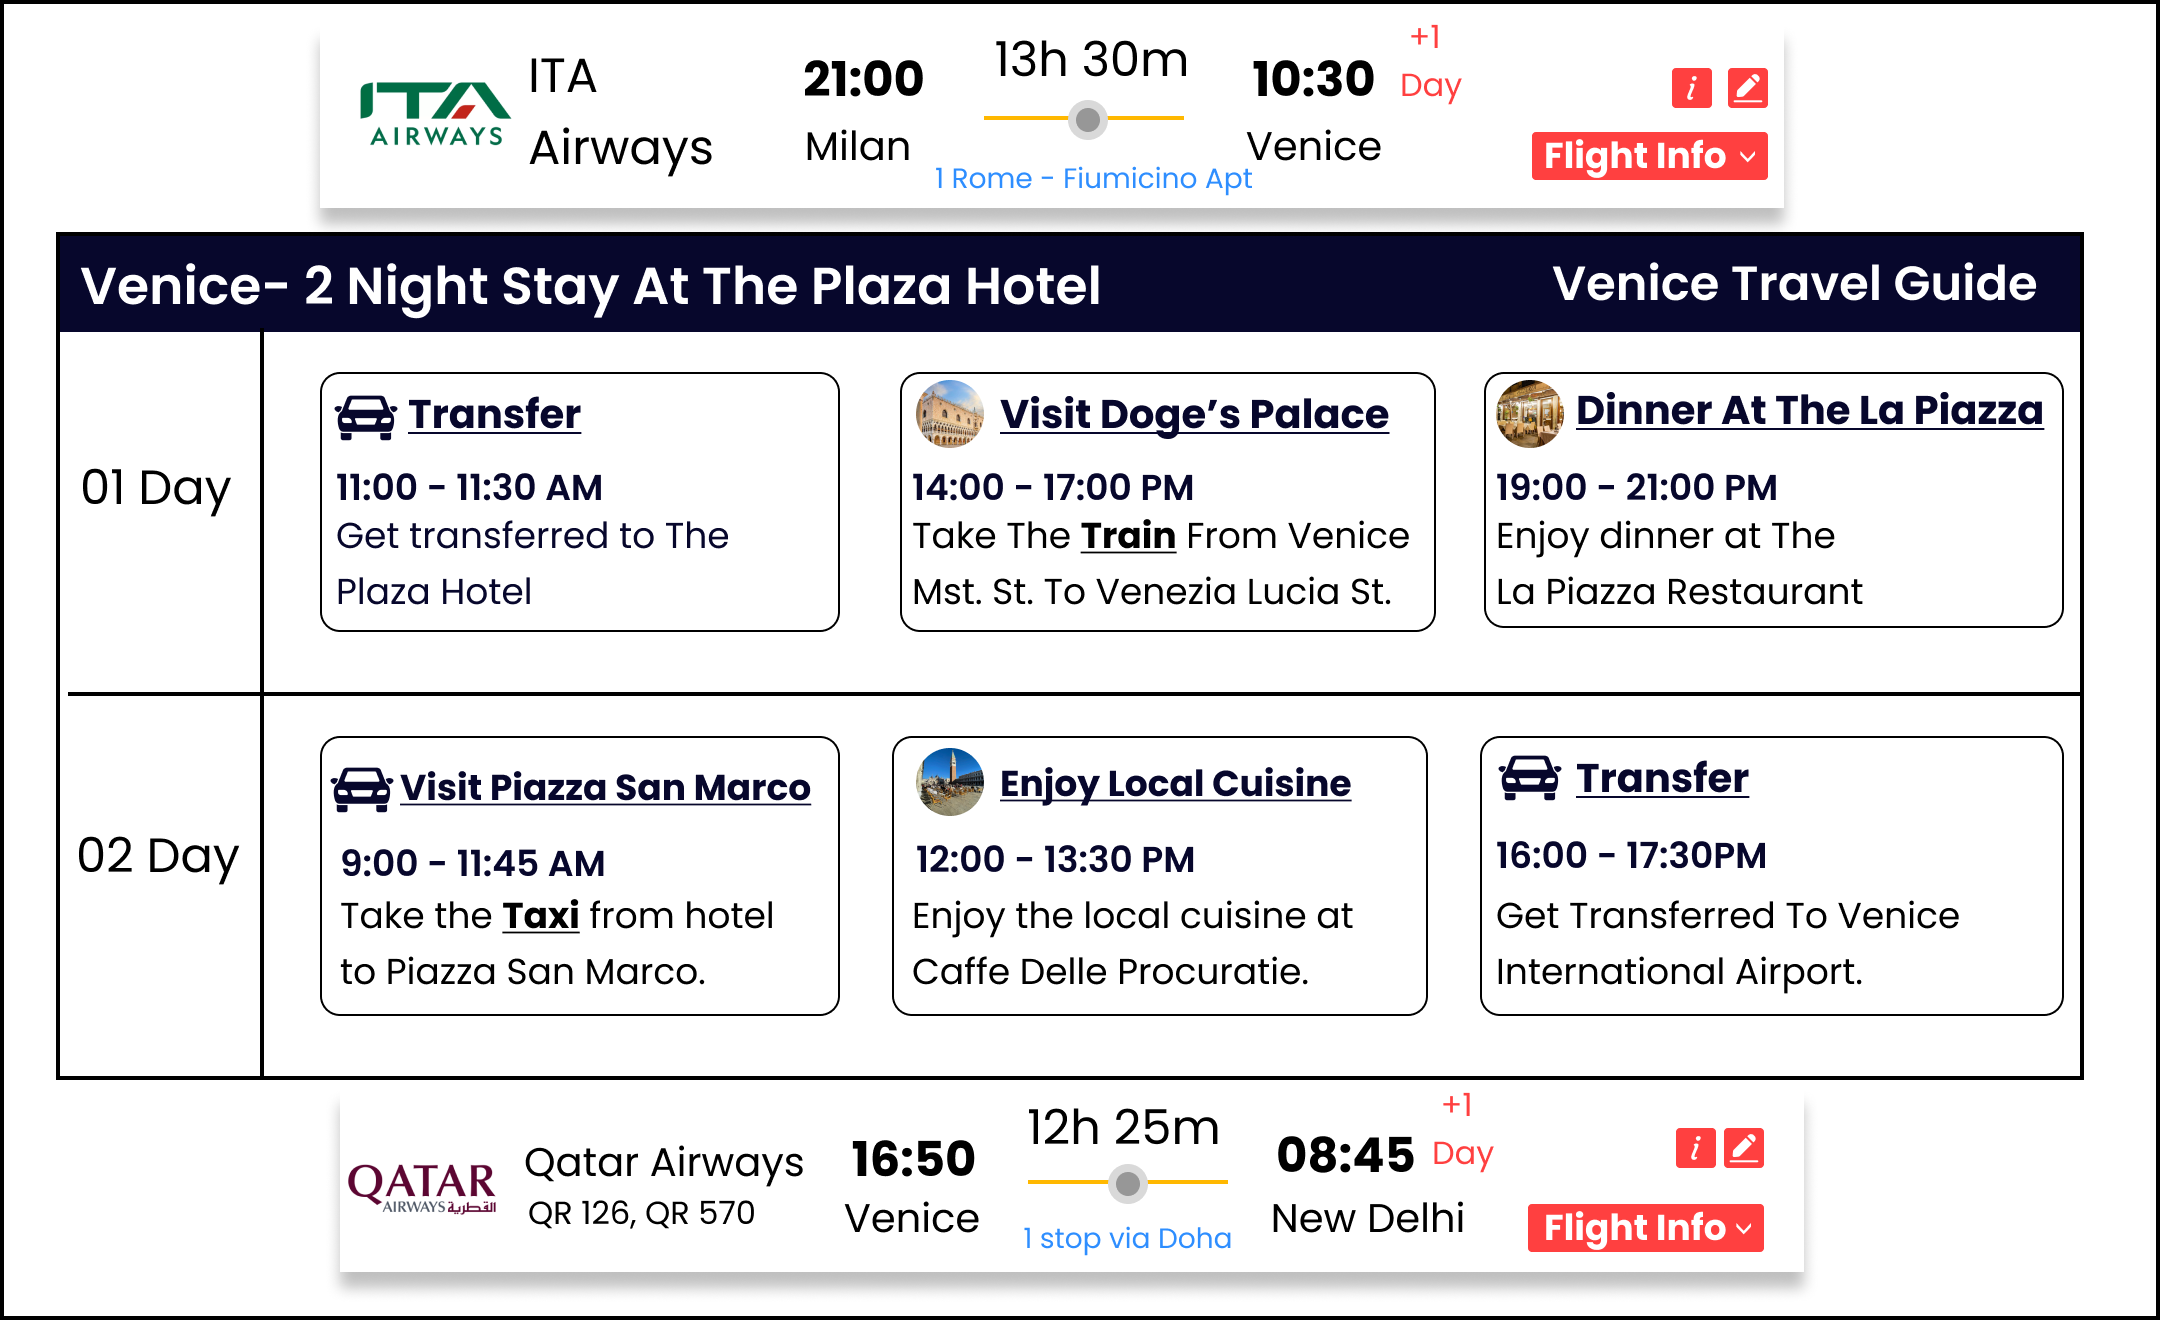 ITA
AIRWAYS
ITA
Airways
21:00
Milan
13h 30m
1 Rome - Fiumicino Apt
10:30
Venice
+1
Day
i
Flight Info
Venice- 2 Night Stay At The Plaza Hotel
Venice Travel Guide
01 Day
Transfer
11:00 - 11:30 AM
Get transferred to The
Plaza Hotel
Visit Doge’s Palace
14:00 - 17:00 PM
Take The Train From Venice
Mst. St. To Venezia Lucia St.
Dinner At The La Piazza
19:00 - 21:00 PM
Enjoy dinner at The
La Piazza Restaurant
02 Day
Visit Piazza San Marco
9:00 - 11:45 AM
Take the Taxi from hotel
to Piazza San Marco.
Enjoy Local Cuisine
12:00 - 13:30 PM
Enjoy the local cuisine at
Caffe Delle Procuratie.
Transfer
16:00 - 17:30PM
Get Transferred To Venice
International Airport.
QATAR
AIRWAYS القطرية
Qatar Airways
QR 126, QR 570
16:50
Venice
12h 25m
1 stop via Doha
08:45
New Delhi
+1
Day
i
Flight Info